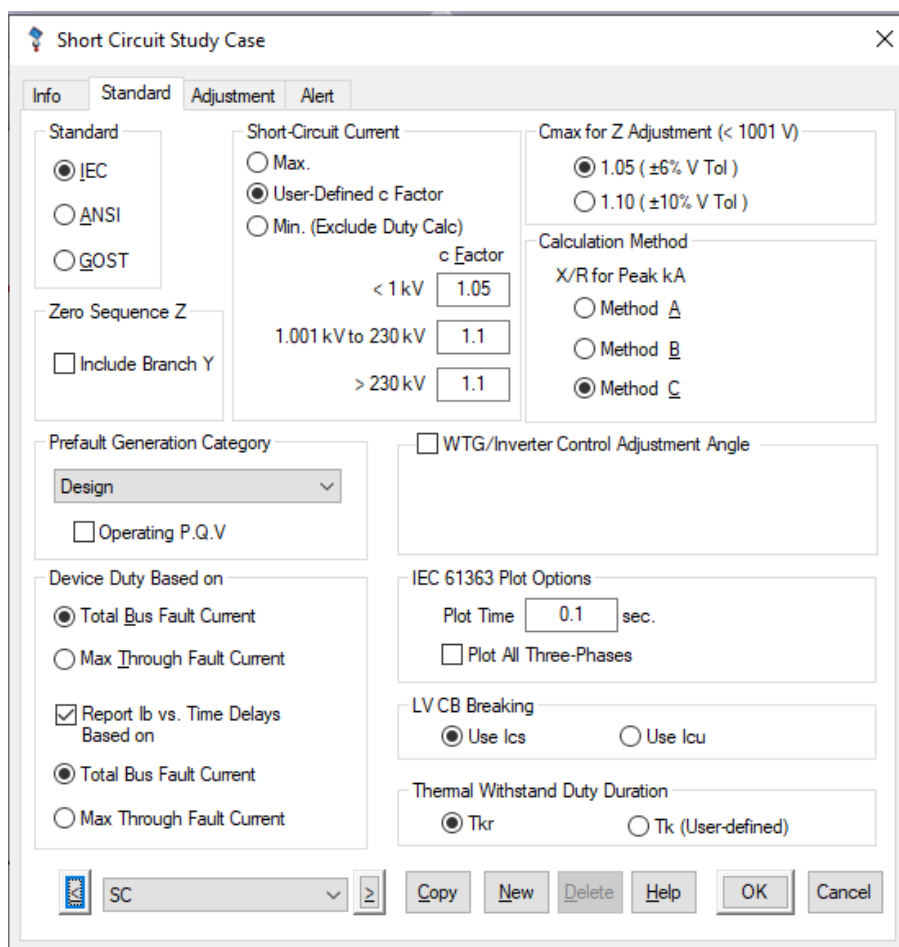 Short Circuit Study Case
Info Standard Adjustment Alert
Standard
IEC
ANSI
GOST
Short-Circuit Current
Max.
User-Defined c Factor
Min. (Exclude Duty Calc)
c Factor
< 1 kV 1.05
1.001 kV to 230 kV 1.1
> 230 kV 1.1
Cmax for Z Adjustment (< 1001 V)
1.05 ( ±6% V Tol )
1.10 ( ±10% V Tol )
Calculation Method
X/R for Peak kA
Method A
Method B
Method C
Zero Sequence Z
Include Branch Y
Prefault Generation Category
Design
Operating P.Q.V
WTG/Inverter Control Adjustment Angle
Device Duty Based on
Total Bus Fault Current
Max Through Fault Current
Report Ib vs. Time Delays
Based on
Total Bus Fault Current
Max Through Fault Current
IEC 61363 Plot Options
Plot Time 0.1 sec.
Plot All Three-Phases
LV CB Breaking
Use Ics Use Icu
Thermal Withstand Duty Duration
Tkr Tk (User-defined)
< SC > Copy New Delete Help OK Cancel